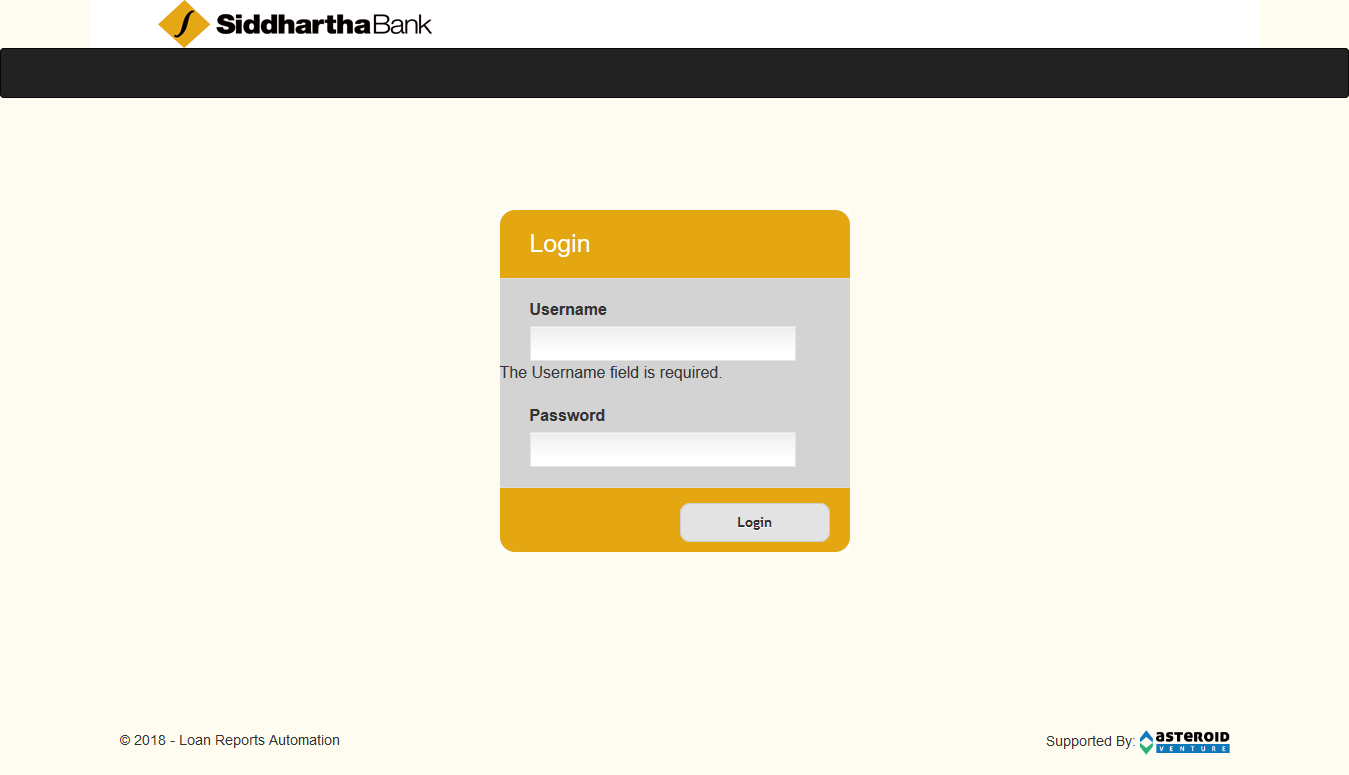 SiddharthaBank
Login
Username
The Username field is required.
Password
Login
© 2018 - Loan Reports Automation
Supported By: ASTEROID
VENTURE